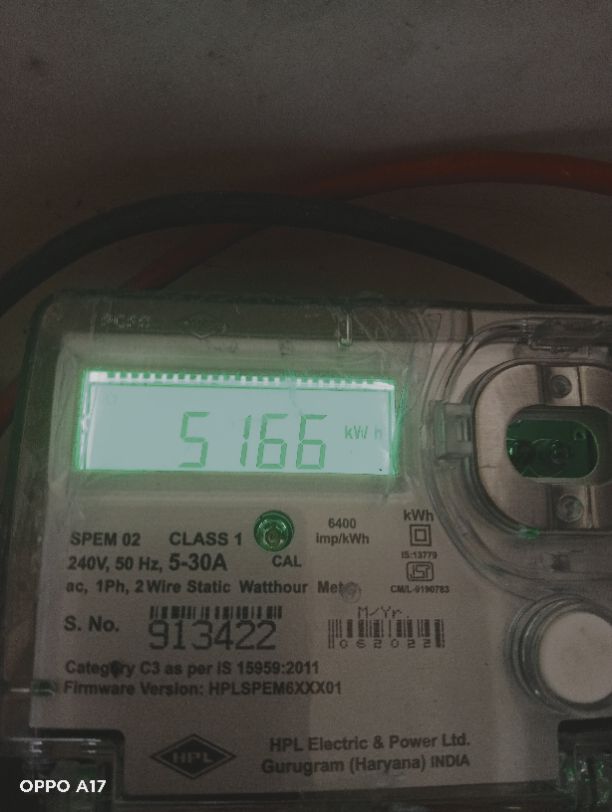 5166 kWh
SPEM 02 CLASS 1
6400
imp/kWh
kWh
240V, 50 Hz, 5-30A
CAL
IS:13779
ac, 1Ph, 2 Wire Static Watthour Meter
CM/L-9190783
S. No. 913422
M/Yr.
062022
Category C3 as per IS 15959:2011
Firmware Version: HPLSPEM6XXX01
HPL
HPL Electric & Power Ltd.
Gurugram (Haryana) INDIA
OPPO A17